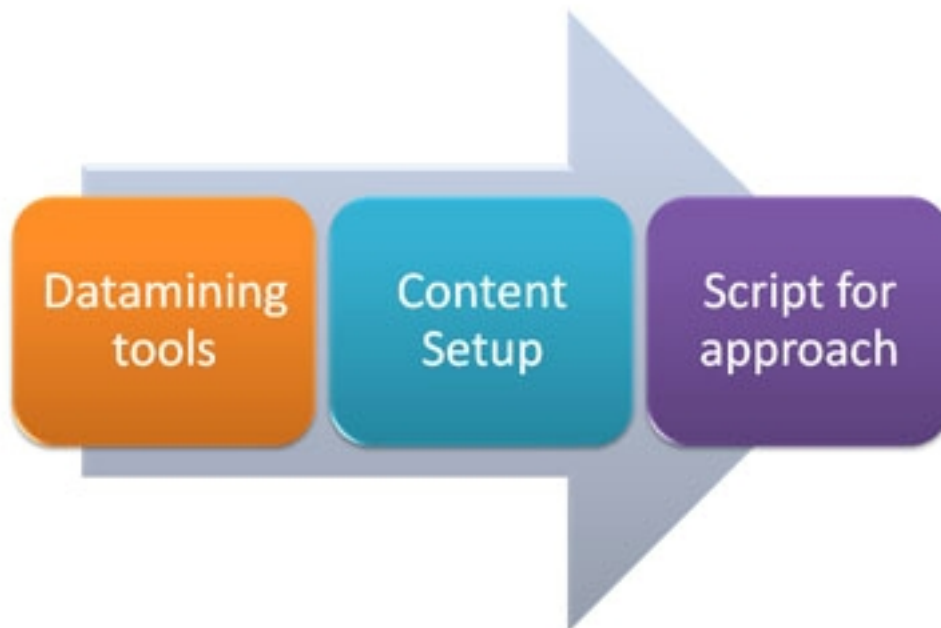 Datamining
tools
Content
Setup
Script for
approach